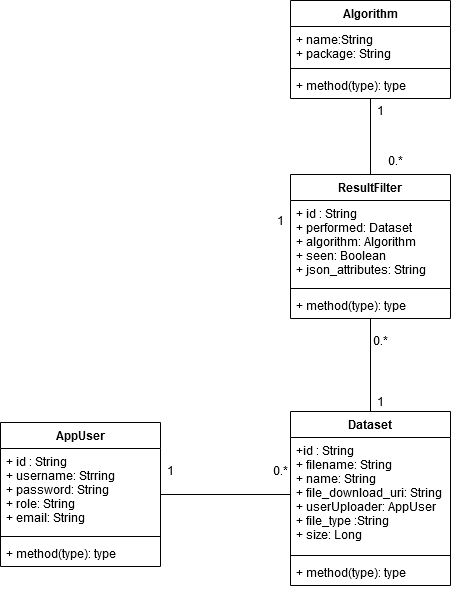 Algorithm
+ name:String
+ package: String
+ method(type): type
1
0.*
ResultFilter
1
+ id : String
+ performed: Dataset
+ algorithm: Algorithm
+ seen: Boolean
+ json_attributes: String
+ method(type): type
0.*
1
AppUser
+ id : String
+ username: Strring
+ password: String
+ role: String
+ email: String
+ method(type): type
1
0.*
Dataset
+id : String
+ filename: String
+ name: String
+ file_download_uri: String
+ userUploader: AppUser
+ file_type :String
+ size: Long
+ method(type): type